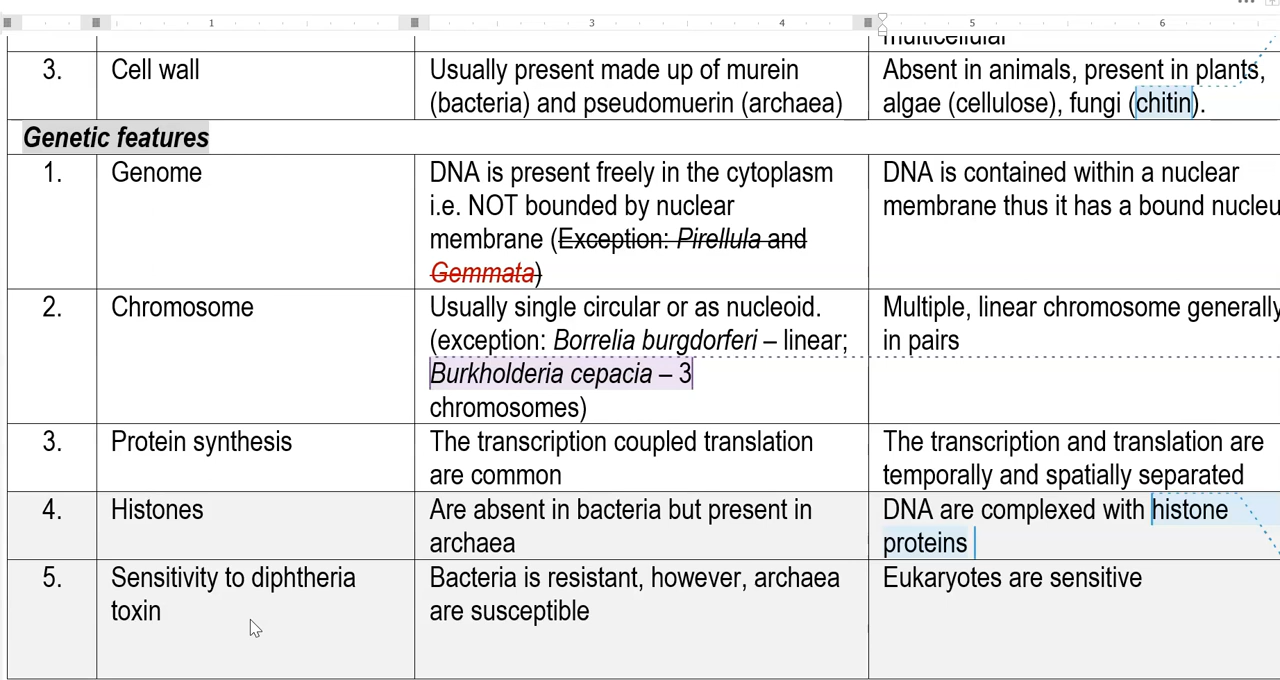 1 3 4 5 6
multicellular
3. Cell wall Usually present made up of murein Absent in animals, present in plants,
(bacteria) and pseudomuerin (archaea) algae (cellulose), fungi (chitin).
Genetic features
1. Genome DNA is present freely in the cytoplasm DNA is contained within a nuclear
i.e. NOT bounded by nuclear membrane thus it has a bound nucleu
membrane (Exception: Pirellula and
Gemmata)
2. Chromosome Usually single circular or as nucleoid. Multiple, linear chromosome generally
(exception: Borrelia burgdorferi – linear; in pairs
Burkholderia cepacia – 3
chromosomes)
3. Protein synthesis The transcription coupled translation The transcription and translation are
are common temporally and spatially separated
4. Histones Are absent in bacteria but present in DNA are complexed with histone
archaea proteins
5. Sensitivity to diphtheria Bacteria is resistant, however, archaea Eukaryotes are sensitive
toxin are susceptible